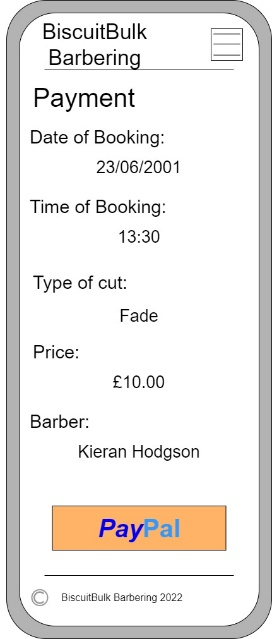 BiscuitBulk
Barbering
Payment
Date of Booking:
23/06/2001
Time of Booking:
13:30
Type of cut:
Fade
Price:
£10.00
Barber:
Kieran Hodgson
PayPal
© BiscuitBulk Barbering 2022